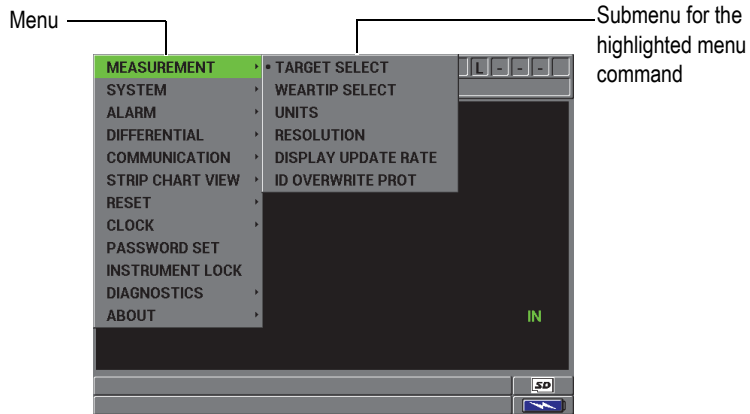 Menu
Submenu for the
highlighted menu
command
MEASUREMENT
SYSTEM
ALARM
DIFFERENTIAL
COMMUNICATION
STRIP CHART VIEW
RESET
CLOCK
PASSWORD SET
INSTRUMENT LOCK
DIAGNOSTICS
ABOUT
• TARGET SELECT
WEARTIP SELECT
UNITS
RESOLUTION
DISPLAY UPDATE RATE
ID OVERWRITE PROT
L - - -
IN
SD